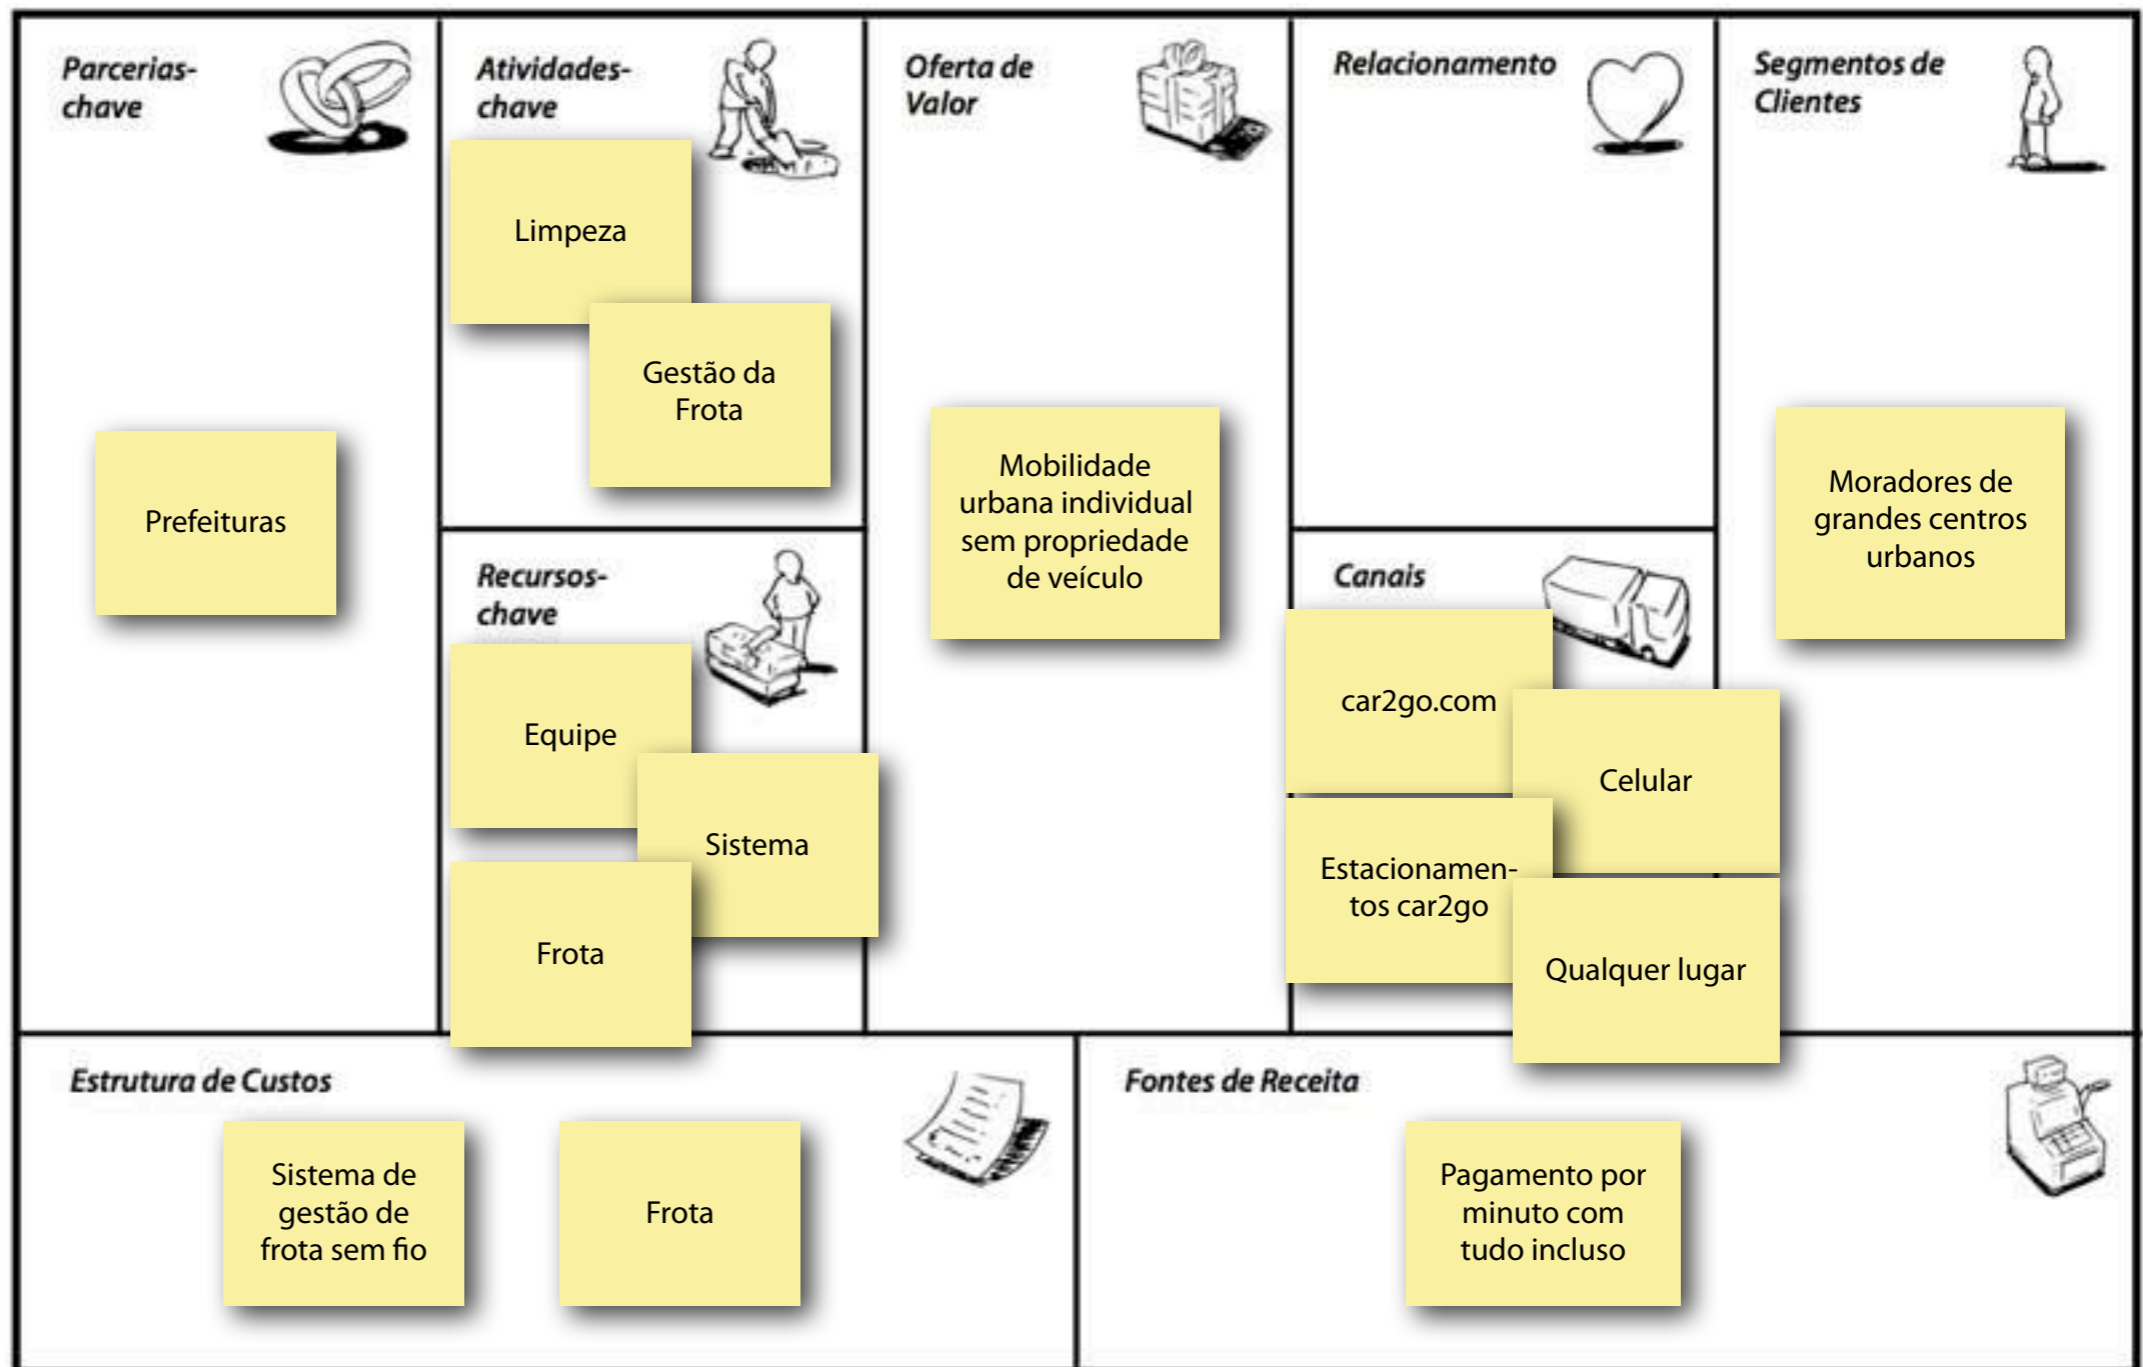 Parcerias-
chave
Prefeituras
Atividades-
chave
Limpeza
Gestão da
Frota
Recursos-
chave
Equipe
Sistema
Frota
Oferta de
Valor
Mobilidade
urbana individual
sem propriedade
de veículo
Relacionamento
Canais
car2go.com
Celular
Estacionamen-
tos car2go
Qualquer lugar
Segmentos de
Clientes
Moradores de
grandes centros
urbanos
Estrutura de Custos
Sistema de
gestão de
frota sem fio
Frota
Fontes de Receita
Pagamento por
minuto com
tudo incluso